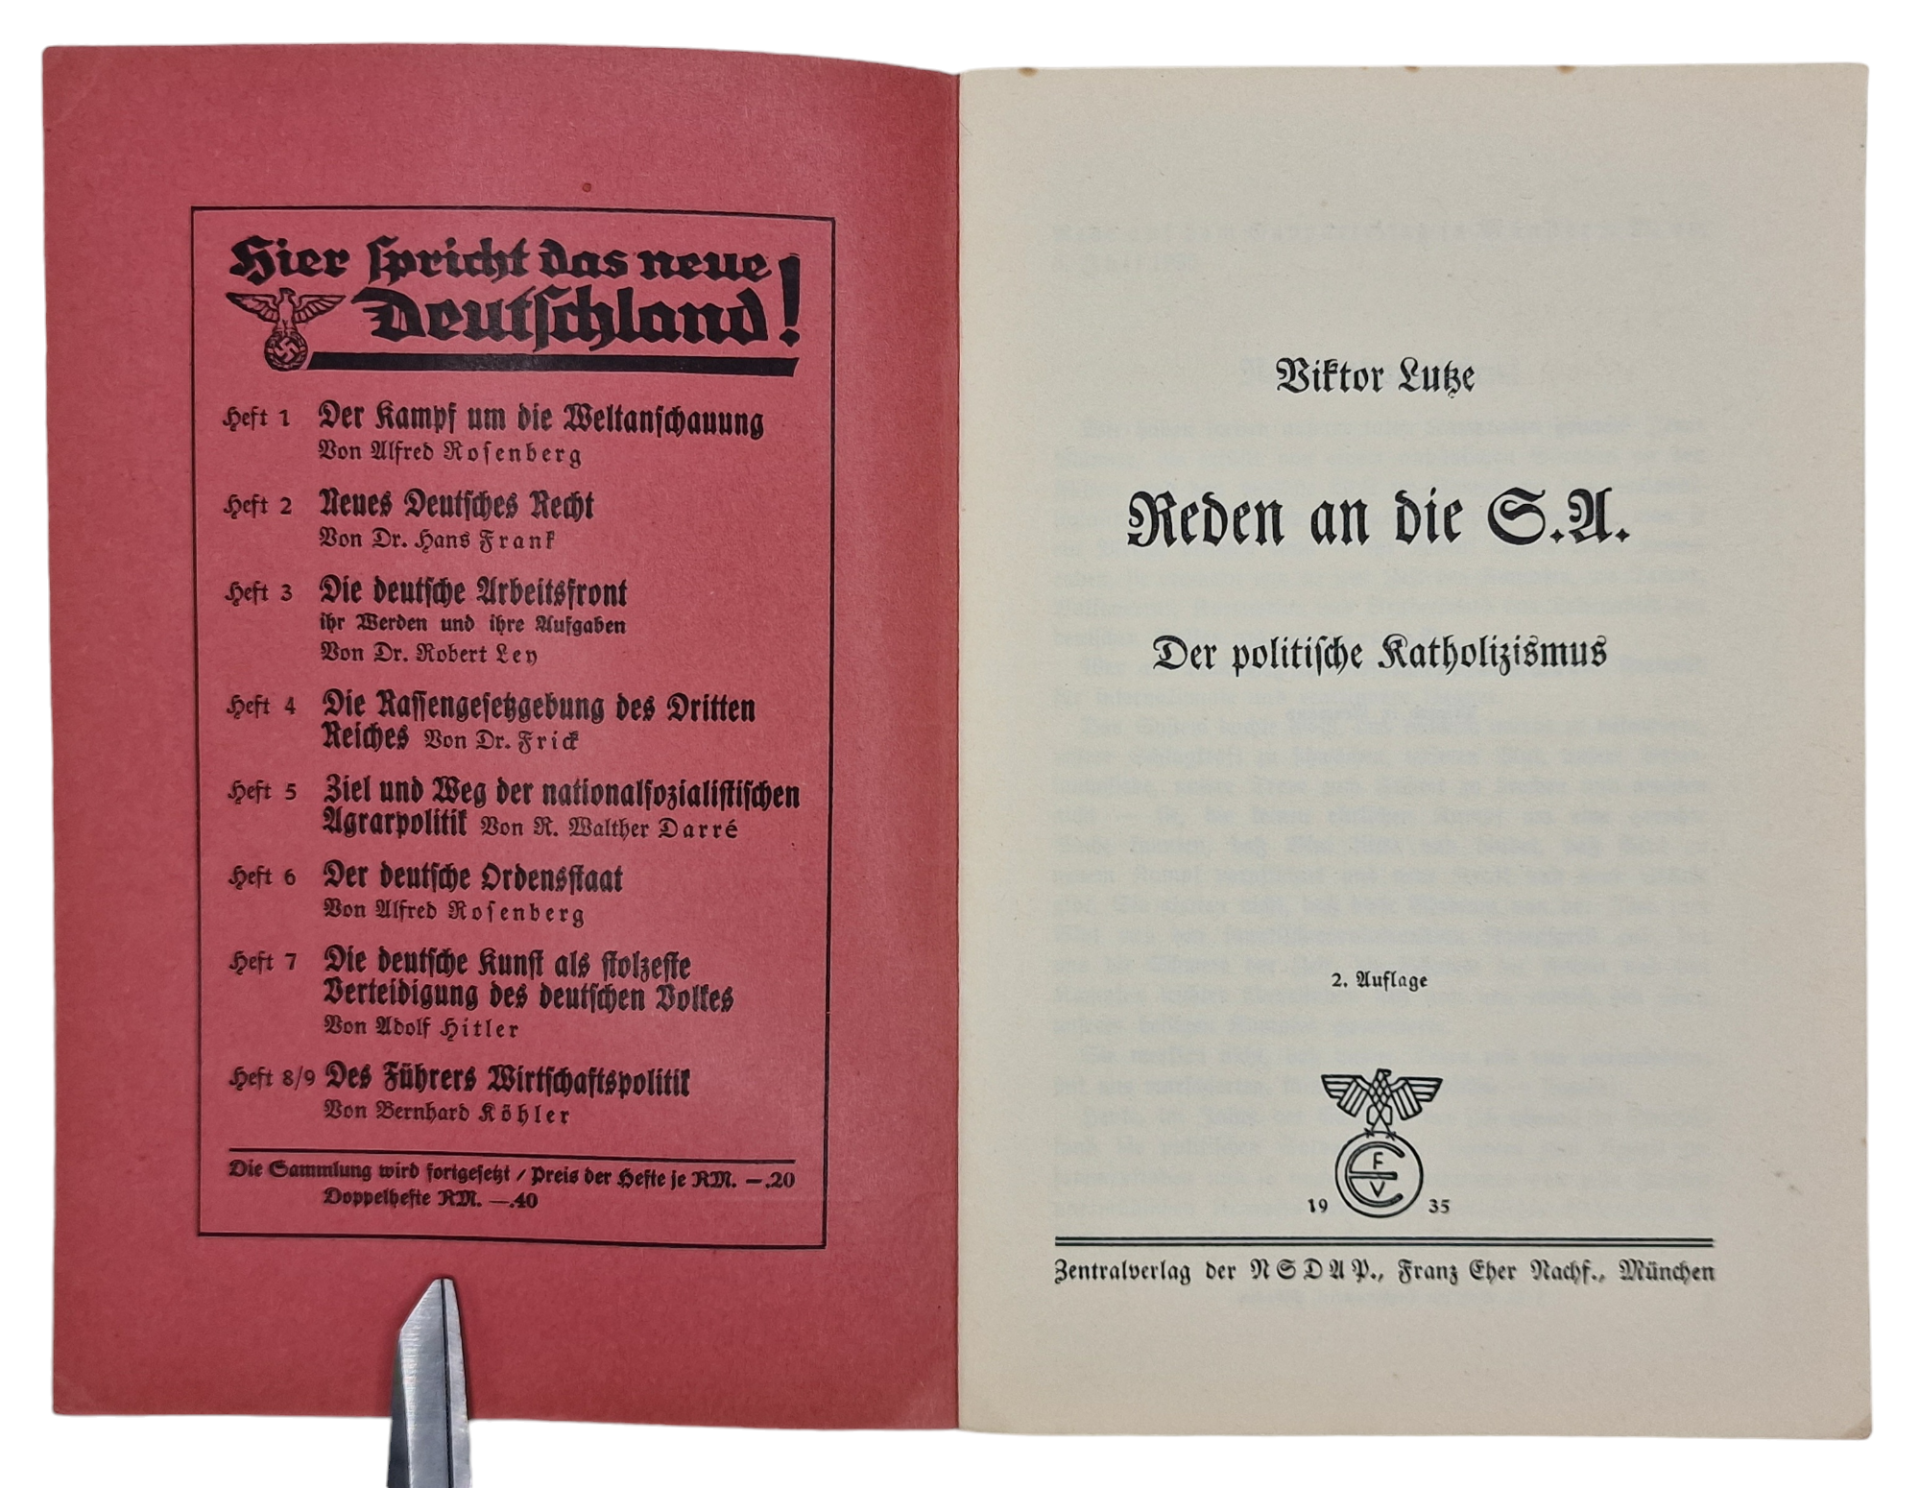 Hier spricht das neue
Deutschland!
Heft 1 Der Kampf um die Weltanschauung
Von Alfred Rosenberg
Heft 2 Neues Deutsches Recht
Von Dr. Hans Frank
Heft 3 Die deutsche Arbeitsfront
ihr Werden und ihre Aufgaben
Von Dr. Robert Ley
Heft 4 Die Rassengesetzgebung des Dritten
Reiches Von Dr. Frick
Heft 5 Ziel und Weg der nationalsozialistischen
Agrarpolitik Von R. Walther Darré
Heft 6 Der deutsche Ordensstaat
Von Alfred Rosenberg
Heft 7 Die deutsche Kunst als stolzeste
Verteidigung des deutschen Volkes
Von Adolf Hitler
Heft 8/9 Des Führers Wirtschaftspolitik
Von Bernhard Köhler
Die Sammlung wird fortgesetzt / Preis der Hefte je RM. —.20
Doppelhefte RM. —.40
Viktor Lutze
Reden an die S.A.
Der politische Katholizismus
2. Auflage
F
E
V
19 35
Zentralverlag der NSDAP., Franz Eher Nachf., München